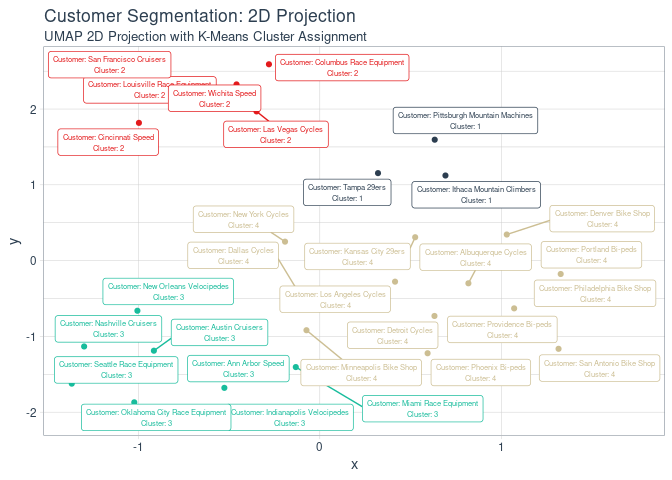 Customer Segmentation: 2D Projection
UMAP 2D Projection with K-Means Cluster Assignment
Customer: San Francisco Cruisers
Cluster: 2
Customer: Columbus Race Equipment
Cluster: 2
Customer: Louisville Race Equipment
Cluster: 2
Customer: Wichita Speed
Cluster: 2
Customer: Las Vegas Cycles
Cluster: 2
Customer: Cincinnati Speed
Cluster: 2
Customer: Pittsburgh Mountain Machines
Cluster: 1
Customer: Tampa 29ers
Cluster: 1
Customer: Ithaca Mountain Climbers
Cluster: 1
Customer: New York Cycles
Cluster: 4
Customer: Denver Bike Shop
Cluster: 4
Customer: Dallas Cycles
Cluster: 4
Customer: Kansas City 29ers
Cluster: 4
Customer: Albuquerque Cycles
Cluster: 4
Customer: Portland Bi-peds
Cluster: 4
Customer: Los Angeles Cycles
Cluster: 4
Customer: Philadelphia Bike Shop
Cluster: 4
Customer: New Orleans Velocipedes
Cluster: 3
Customer: Nashville Cruisers
Cluster: 3
Customer: Austin Cruisers
Cluster: 3
Customer: Detroit Cycles
Cluster: 4
Customer: Providence Bi-peds
Cluster: 4
Customer: Seattle Race Equipment
Cluster: 3
Customer: Ann Arbor Speed
Cluster: 3
Customer: Minneapolis Bike Shop
Cluster: 4
Customer: Phoenix Bi-peds
Cluster: 4
Customer: San Antonio Bike Shop
Cluster: 4
Customer: Oklahoma City Race Equipment
Cluster: 3
Customer: Indianapolis Velocipedes
Cluster: 3
Customer: Miami Race Equipment
Cluster: 3
2
1
0
-1
-2
y
-1
0
1
x